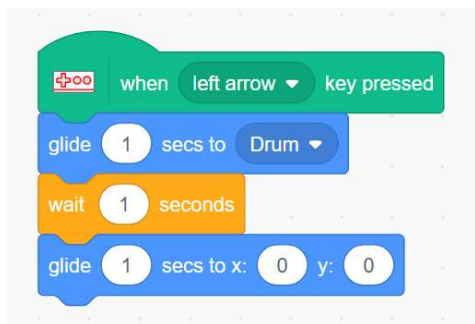 when left arrow key pressed
glide 1 secs to Drum
wait 1 seconds
glide 1 secs to x: 0 y: 0